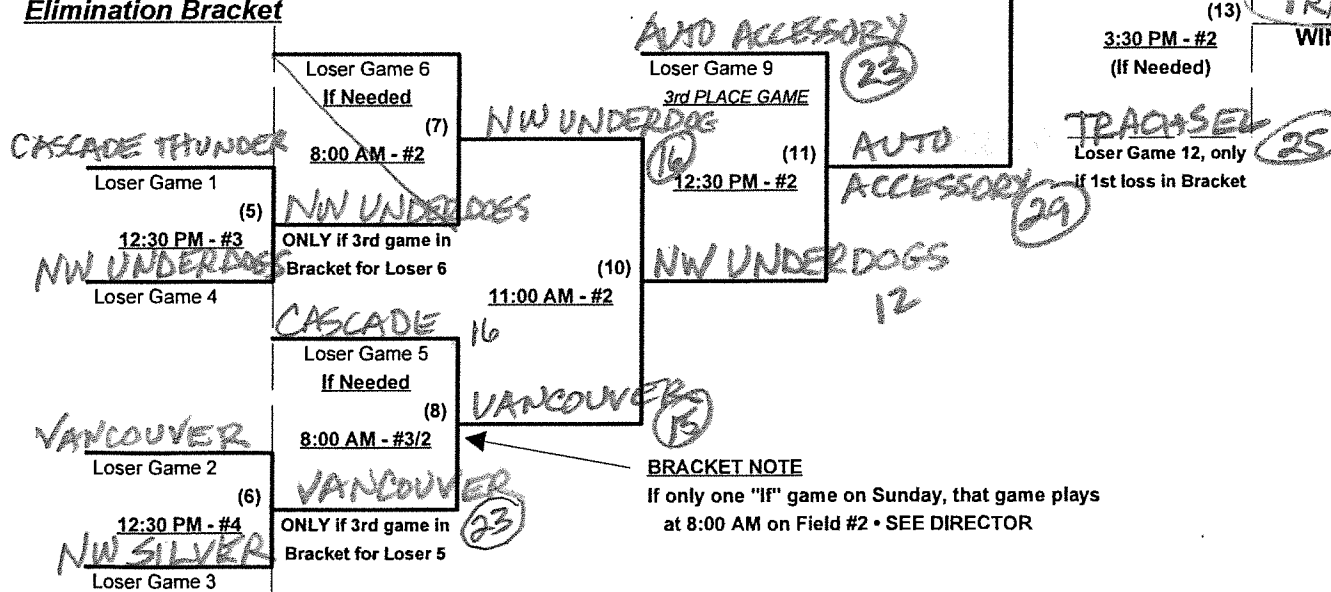 Elimination Bracket
Loser Game 6
If Needed
(7)
8:00 AM - #2
CASCADE THUNDER
Loser Game 1
(5)
12:30 PM - #3
NW UNDERDOGS
Loser Game 4
NW UNDERDOGS
ONLY if 3rd game in
Bracket for Loser 6
CASCADE 16
Loser Game 5
If Needed
(8)
8:00 AM - #3/2
VANCOUVER
Loser Game 2
(6)
12:30 PM - #4
NW SILVER
Loser Game 3
VANCOUVER
23
ONLY if 3rd game in
Bracket for Loser 5
NW UNDERDOG
16
(10)
11:00 AM - #2
VANCOUVER
15
BRACKET NOTE
If only one "If" game on Sunday, that game plays
at 8:00 AM on Field #2 • SEE DIRECTOR
AUTO ACCESSORY
23
Loser Game 9
3rd PLACE GAME
(11)
12:30 PM - #2
NW UNDERDOGS
12
AUTO
ACCESSORY
29
(13)
3:30 PM - #2
(If Needed)
TRACHSEL
25
Loser Game 12, only
if 1st loss in Bracket